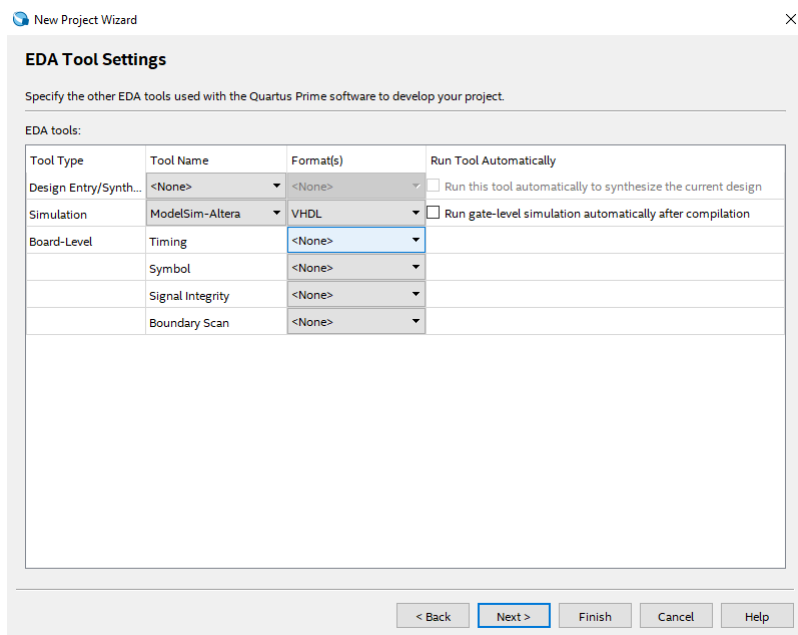 New Project Wizard
EDA Tool Settings
Specify the other EDA tools used with the Quartus Prime software to develop your project.
EDA tools:
Tool Type Tool Name Format(s) Run Tool Automatically
Design Entry/Synth... <None> <None> Run this tool automatically to synthesize the current design
Simulation ModelSim-Altera VHDL Run gate-level simulation automatically after compilation
Board-Level Timing <None>
Symbol <None>
Signal Integrity <None>
Boundary Scan <None>
< Back Next > Finish Cancel Help